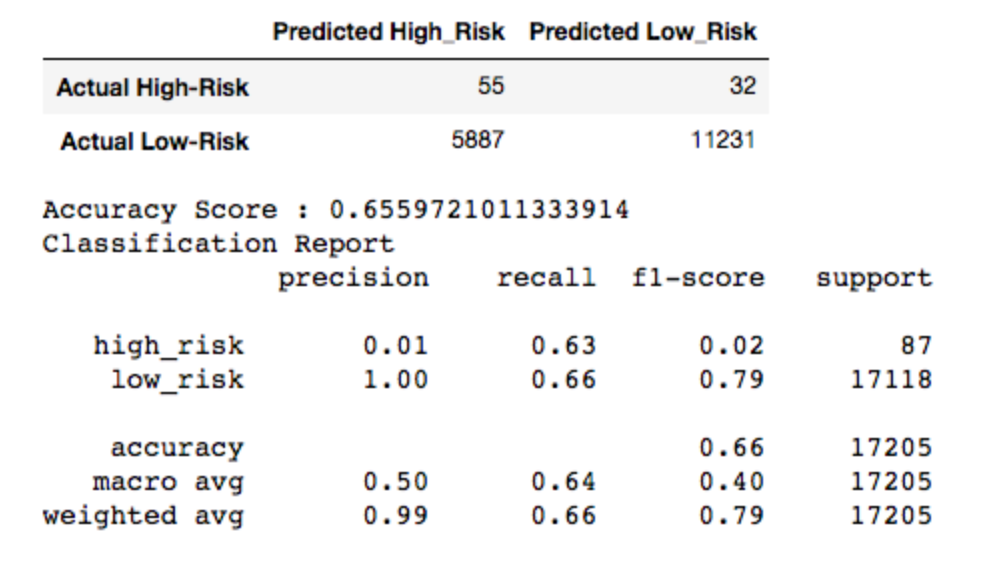 Predicted High_Risk Predicted Low_Risk
Actual High-Risk 55 32
Actual Low-Risk 5887 11231
Accuracy Score : 0.6559721011333914
Classification Report
precision recall f1-score support
high_risk 0.01 0.63 0.02 87
low_risk 1.00 0.66 0.79 17118
accuracy 0.66 17205
macro avg 0.50 0.64 0.40 17205
weighted avg 0.99 0.66 0.79 17205